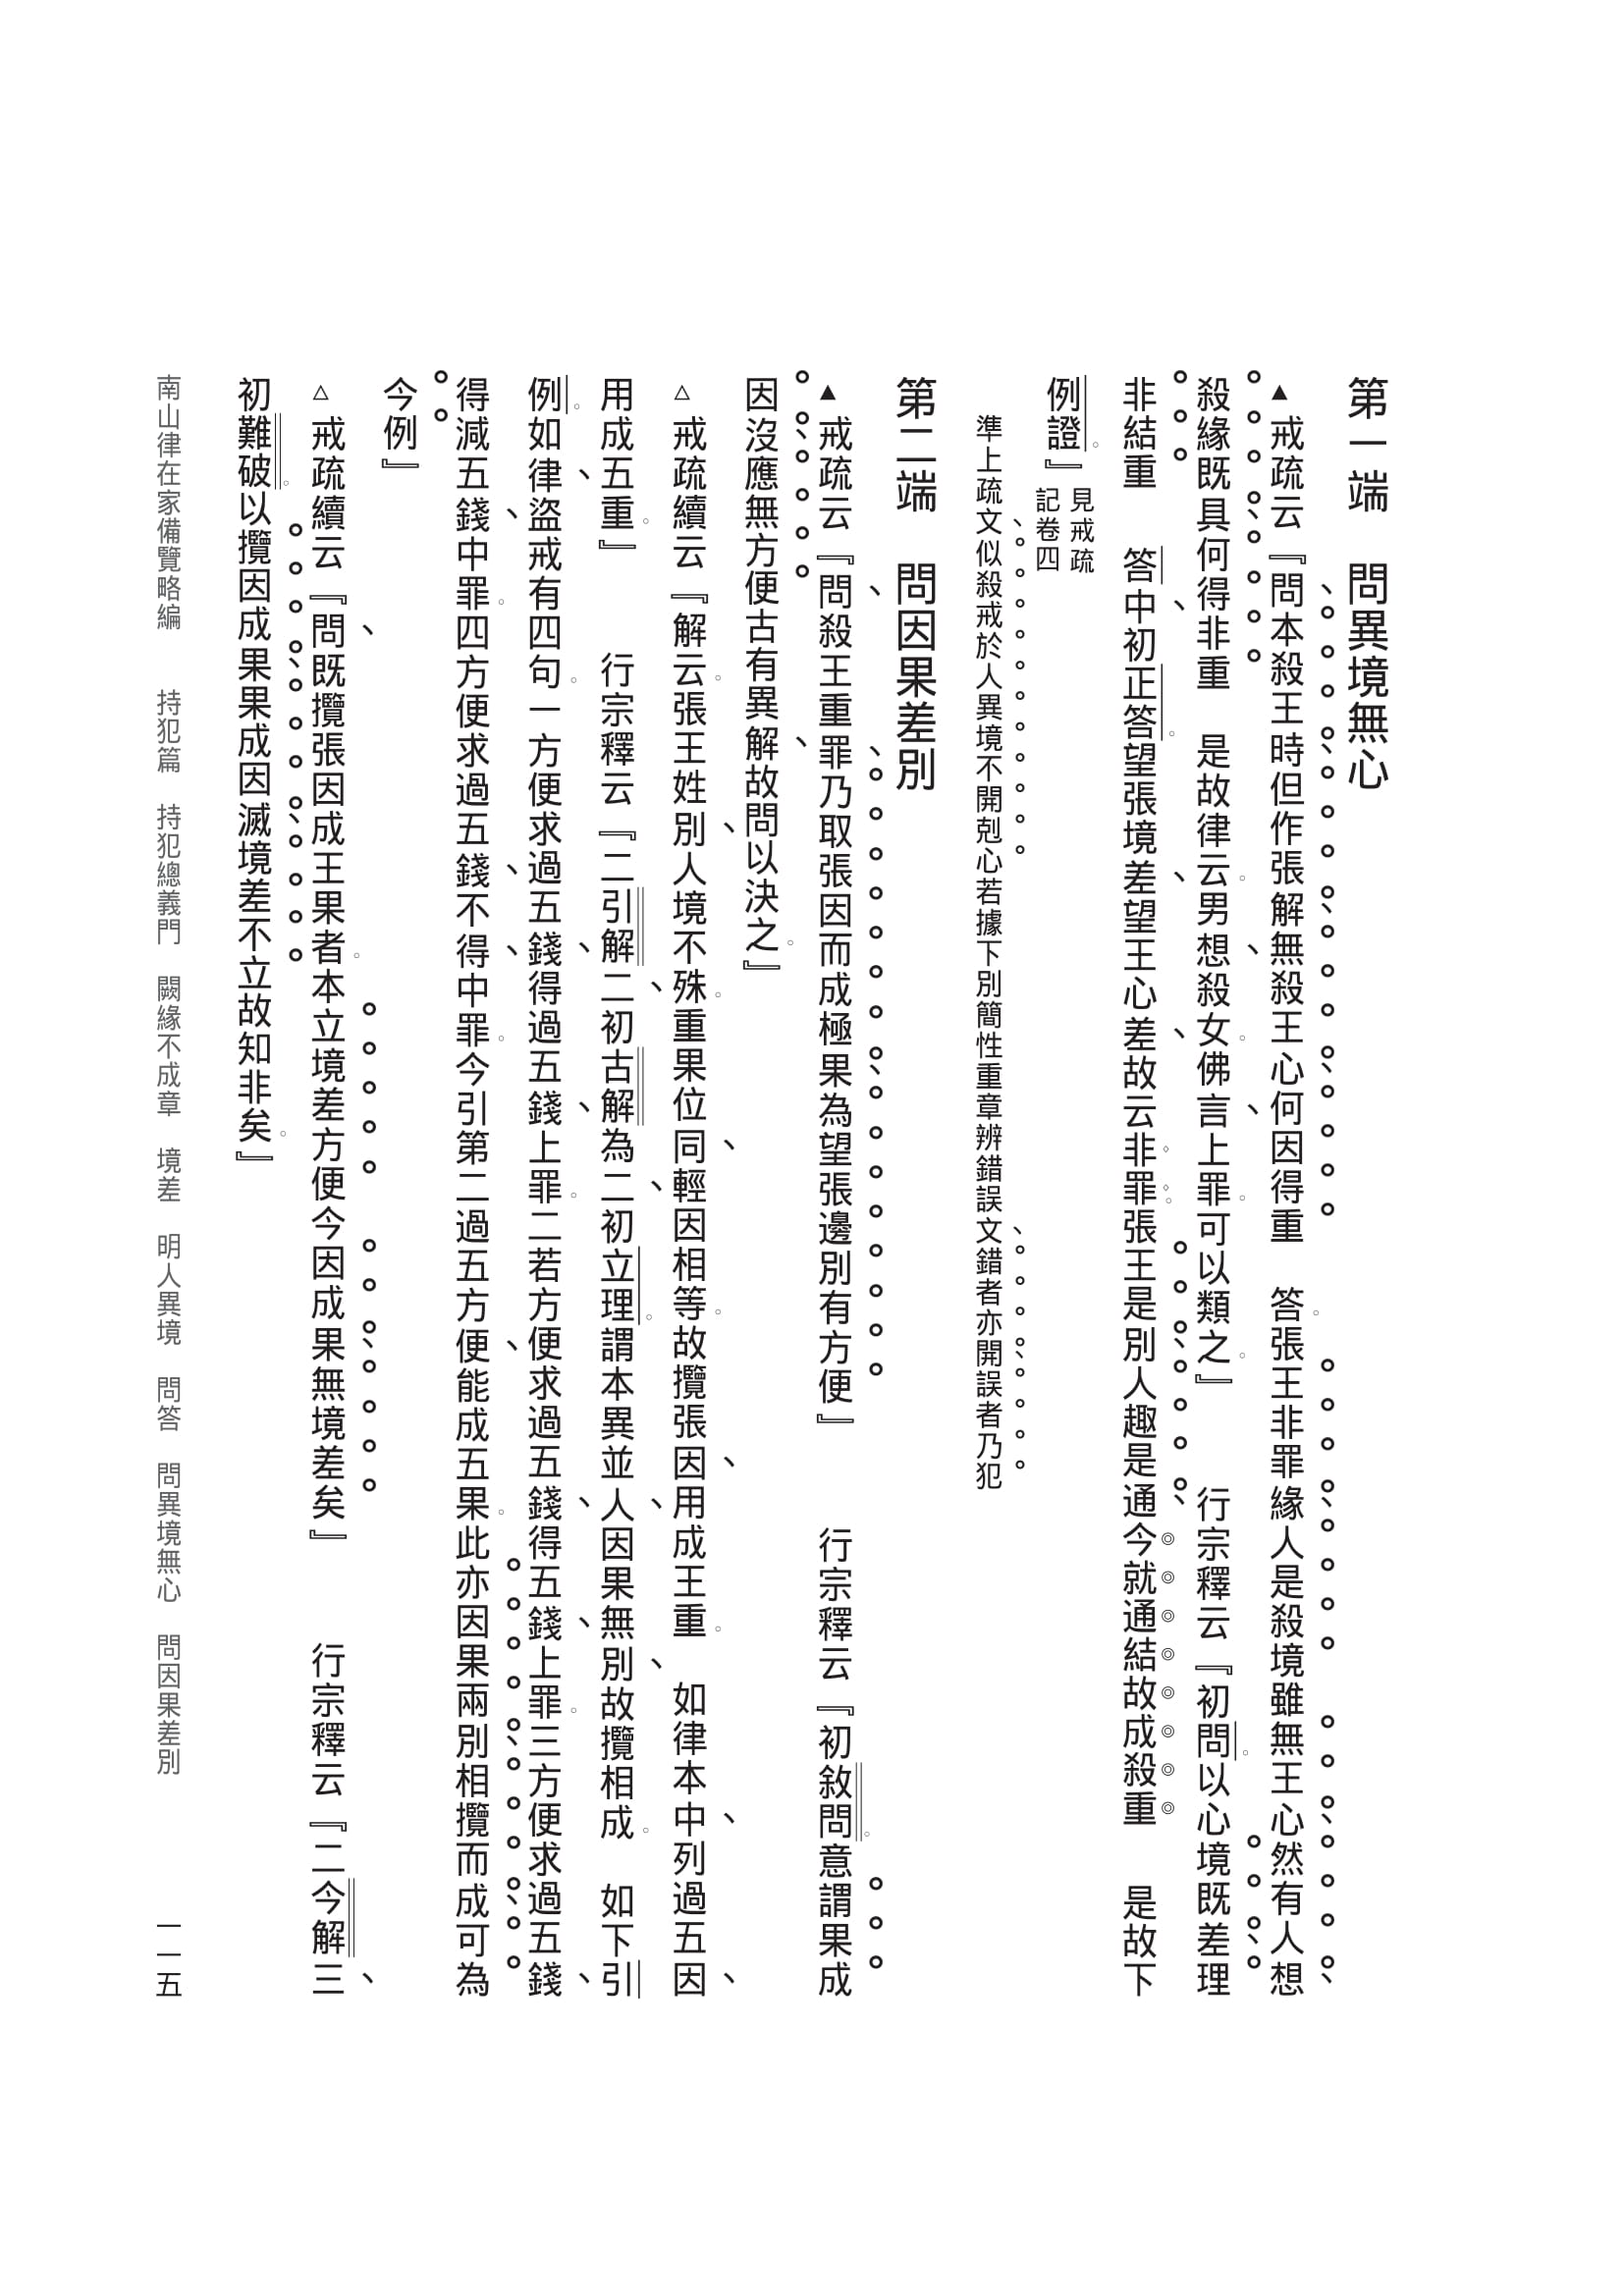 第一端　問異境無心
▲戒疏云『問本殺王時但作張解無殺王心何因得重　答張王非罪緣人是殺境雖無王心然有人想
殺緣既具何得非重　是故律云男想殺女佛言上罪可以類之』　　行宗釋云『初問以心境既差理
非結重　答中初正答望張境差望王心差故云非罪張王是別人趣是通今就通結故成殺重　是故下
例證』見戒疏記卷四
準上疏文似殺戒於人異境不開剋心若據下別簡性重章辨錯誤文錯者亦開誤者乃犯
第二端　問因果差別
▲戒疏云『問殺王重罪乃取張因而成極果為望張邊別有方便』　　行宗釋云『初敘問意謂果成
因沒應無方便古有異解故問以決之』
△戒疏續云『解云張王姓別人境不殊重果位同輕因相等故攬張因用成王重　如律本中列過五因
用成五重』　　行宗釋云『二引解二初古解為二初立理謂本異並人因果無別故攬相成　如下引
例如律盜戒有四句一方便求過五錢得過五錢上罪二若方便求過五錢得五錢上罪三方便求過五錢
得減五錢中罪四方便求過五錢不得中罪今引第二過五方便能成五果此亦因果兩別相攬而成可為
今例』
△戒疏續云『問既攬張因成王果者本立境差方便今因成果無境差矣』　　行宗釋云『二今解三
初難破以攬因成果果成因滅境差不立故知非矣』
南山律在家備覽略編　　持犯篇　持犯總義門　闕緣不成章　境差　明人異境　問答　問異境無心　問因果差別　　　　　一一五